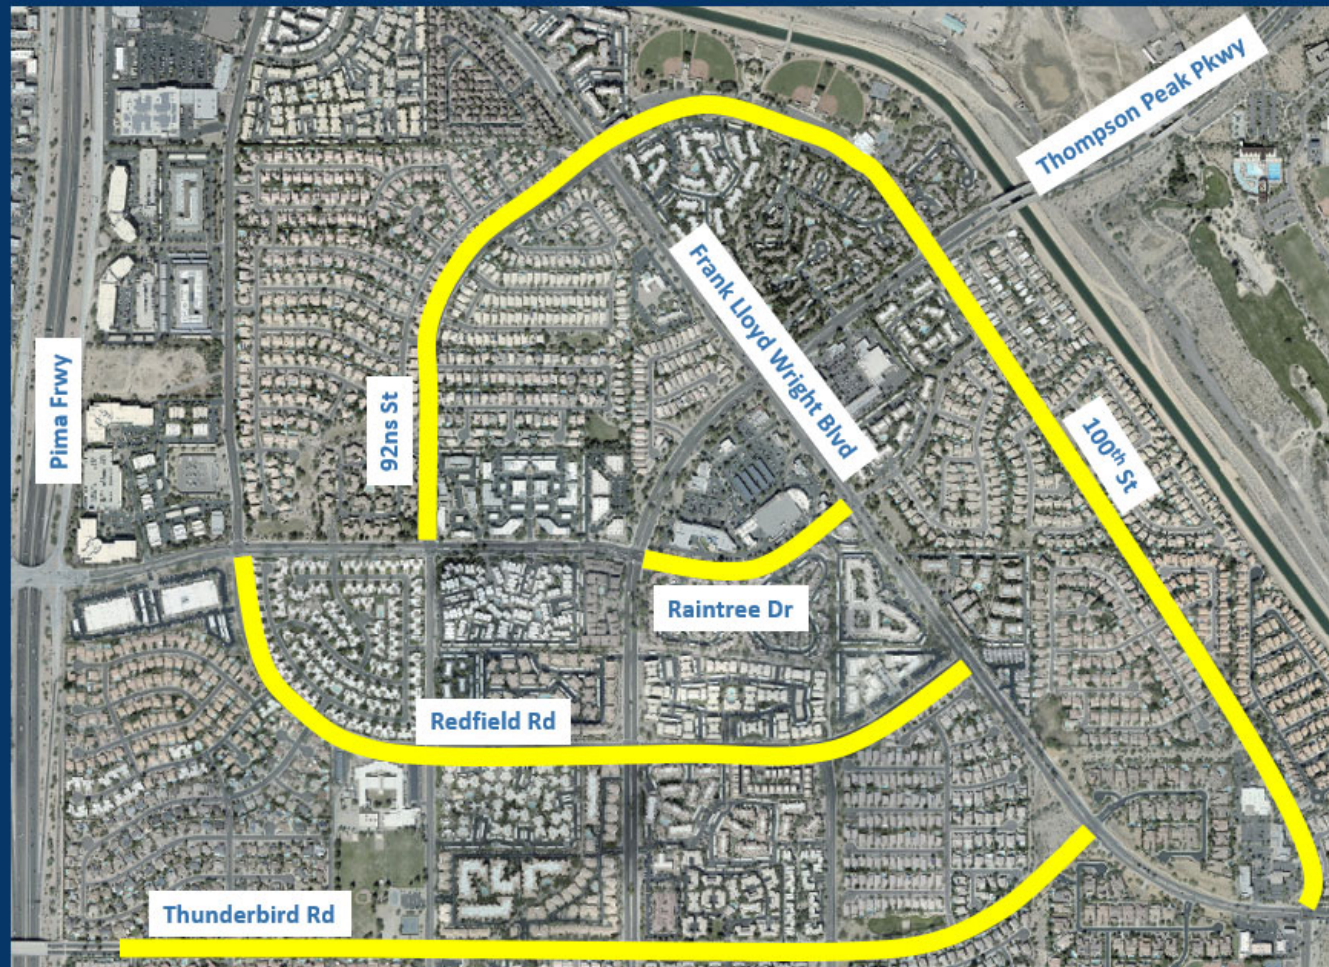 Thompson Peak Pkwy
Frank Lloyd Wright Blvd
Pima Frwy
92ns St
100th St
Raintree Dr
Redfield Rd
Thunderbird Rd